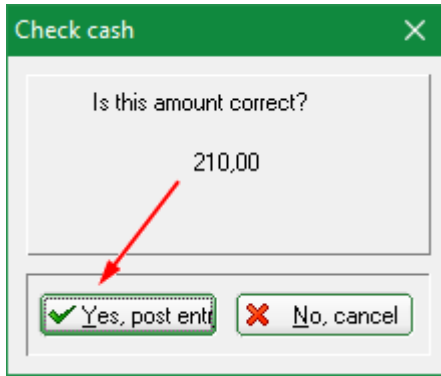 Check cash
Is this amount correct?
210,00
Yes, post entr
No, cancel